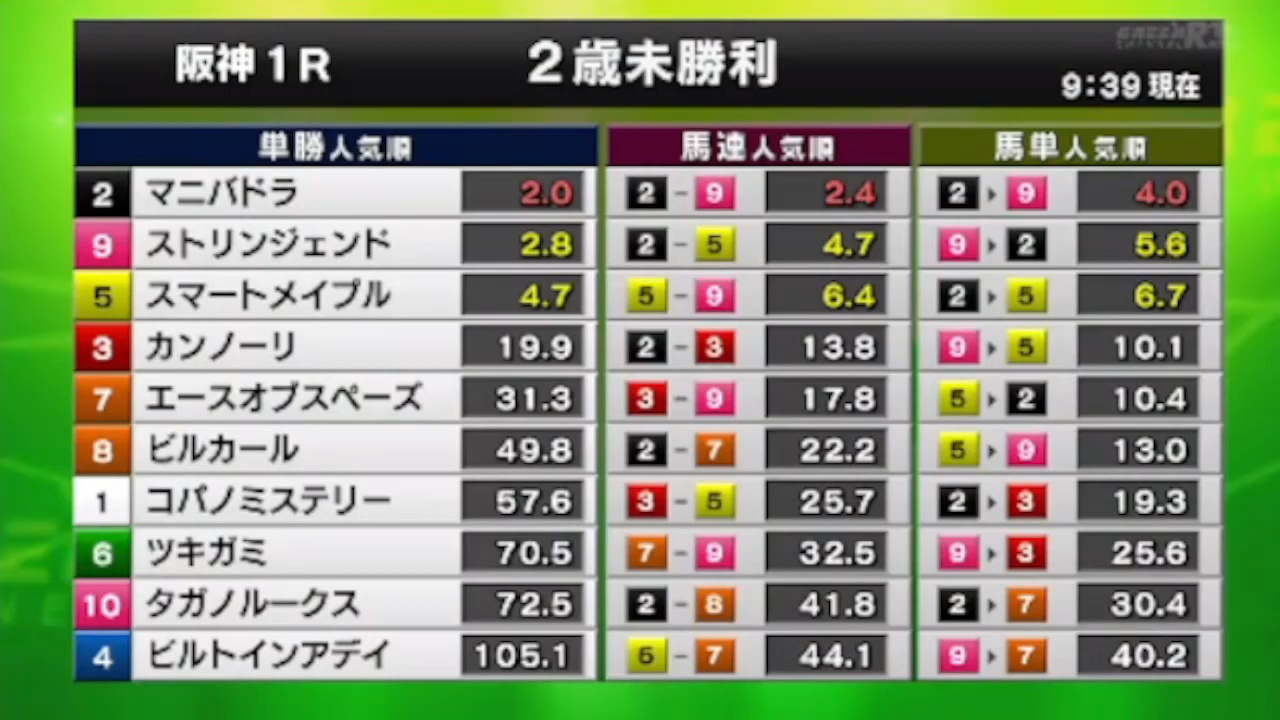 阪神1R 2歳未勝利 9:39現在
単勝人気順 馬連人気順 馬単人気順
2 マニバドラ 2.0 2-9 2.4 2▸9 4.0
9 ストリンジェンド 2.8 2-5 4.7 9▸2 5.6
5 スマートメイプル 4.7 5-9 6.4 2▸5 6.7
3 カンノーリ 19.9 2-3 13.8 9▸5 10.1
7 エースオブスペーズ 31.3 3-9 17.8 5▸2 10.4
8 ビルカール 49.8 2-7 22.2 5▸9 13.0
1 コパノミステリー 57.6 3-5 25.7 2▸3 19.3
6 ツキガミ 70.5 7-9 32.5 9▸3 25.6
10 タガノルークス 72.5 2-8 41.8 2▸7 30.4
4 ビルトインアデイ 105.1 5-7 44.1 9▸7 40.2